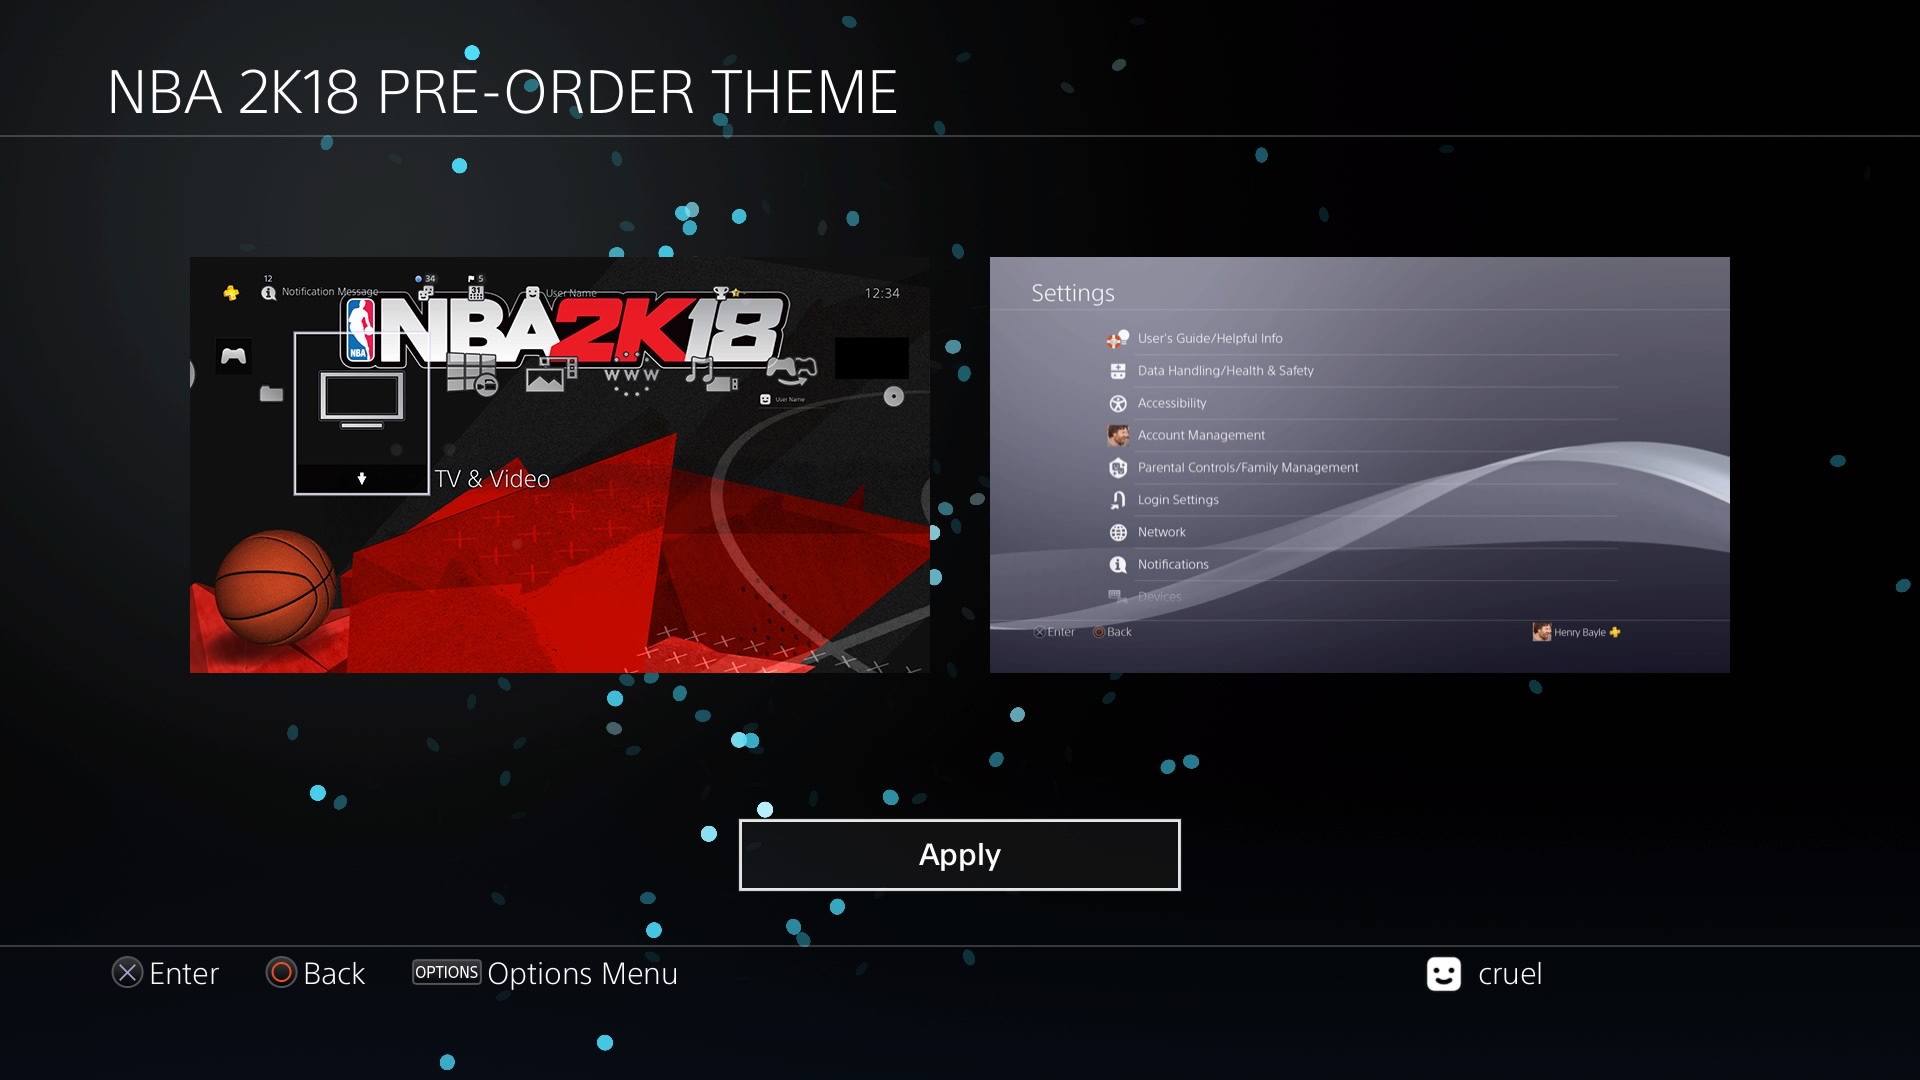 NBA 2K18 PRE-ORDER THEME
12
Notification Message
34
5
31
User Name
12:34
NBA
NBA2K18
WWW
User Name
TV & Video
Settings
User's Guide/Helpful Info
Data Handling/Health & Safety
Accessibility
Account Management
Parental Controls/Family Management
Login Settings
Network
Notifications
Devices
Enter
Back
Henry Bayle
Apply
Enter
Back
OPTIONS Options Menu
cruel